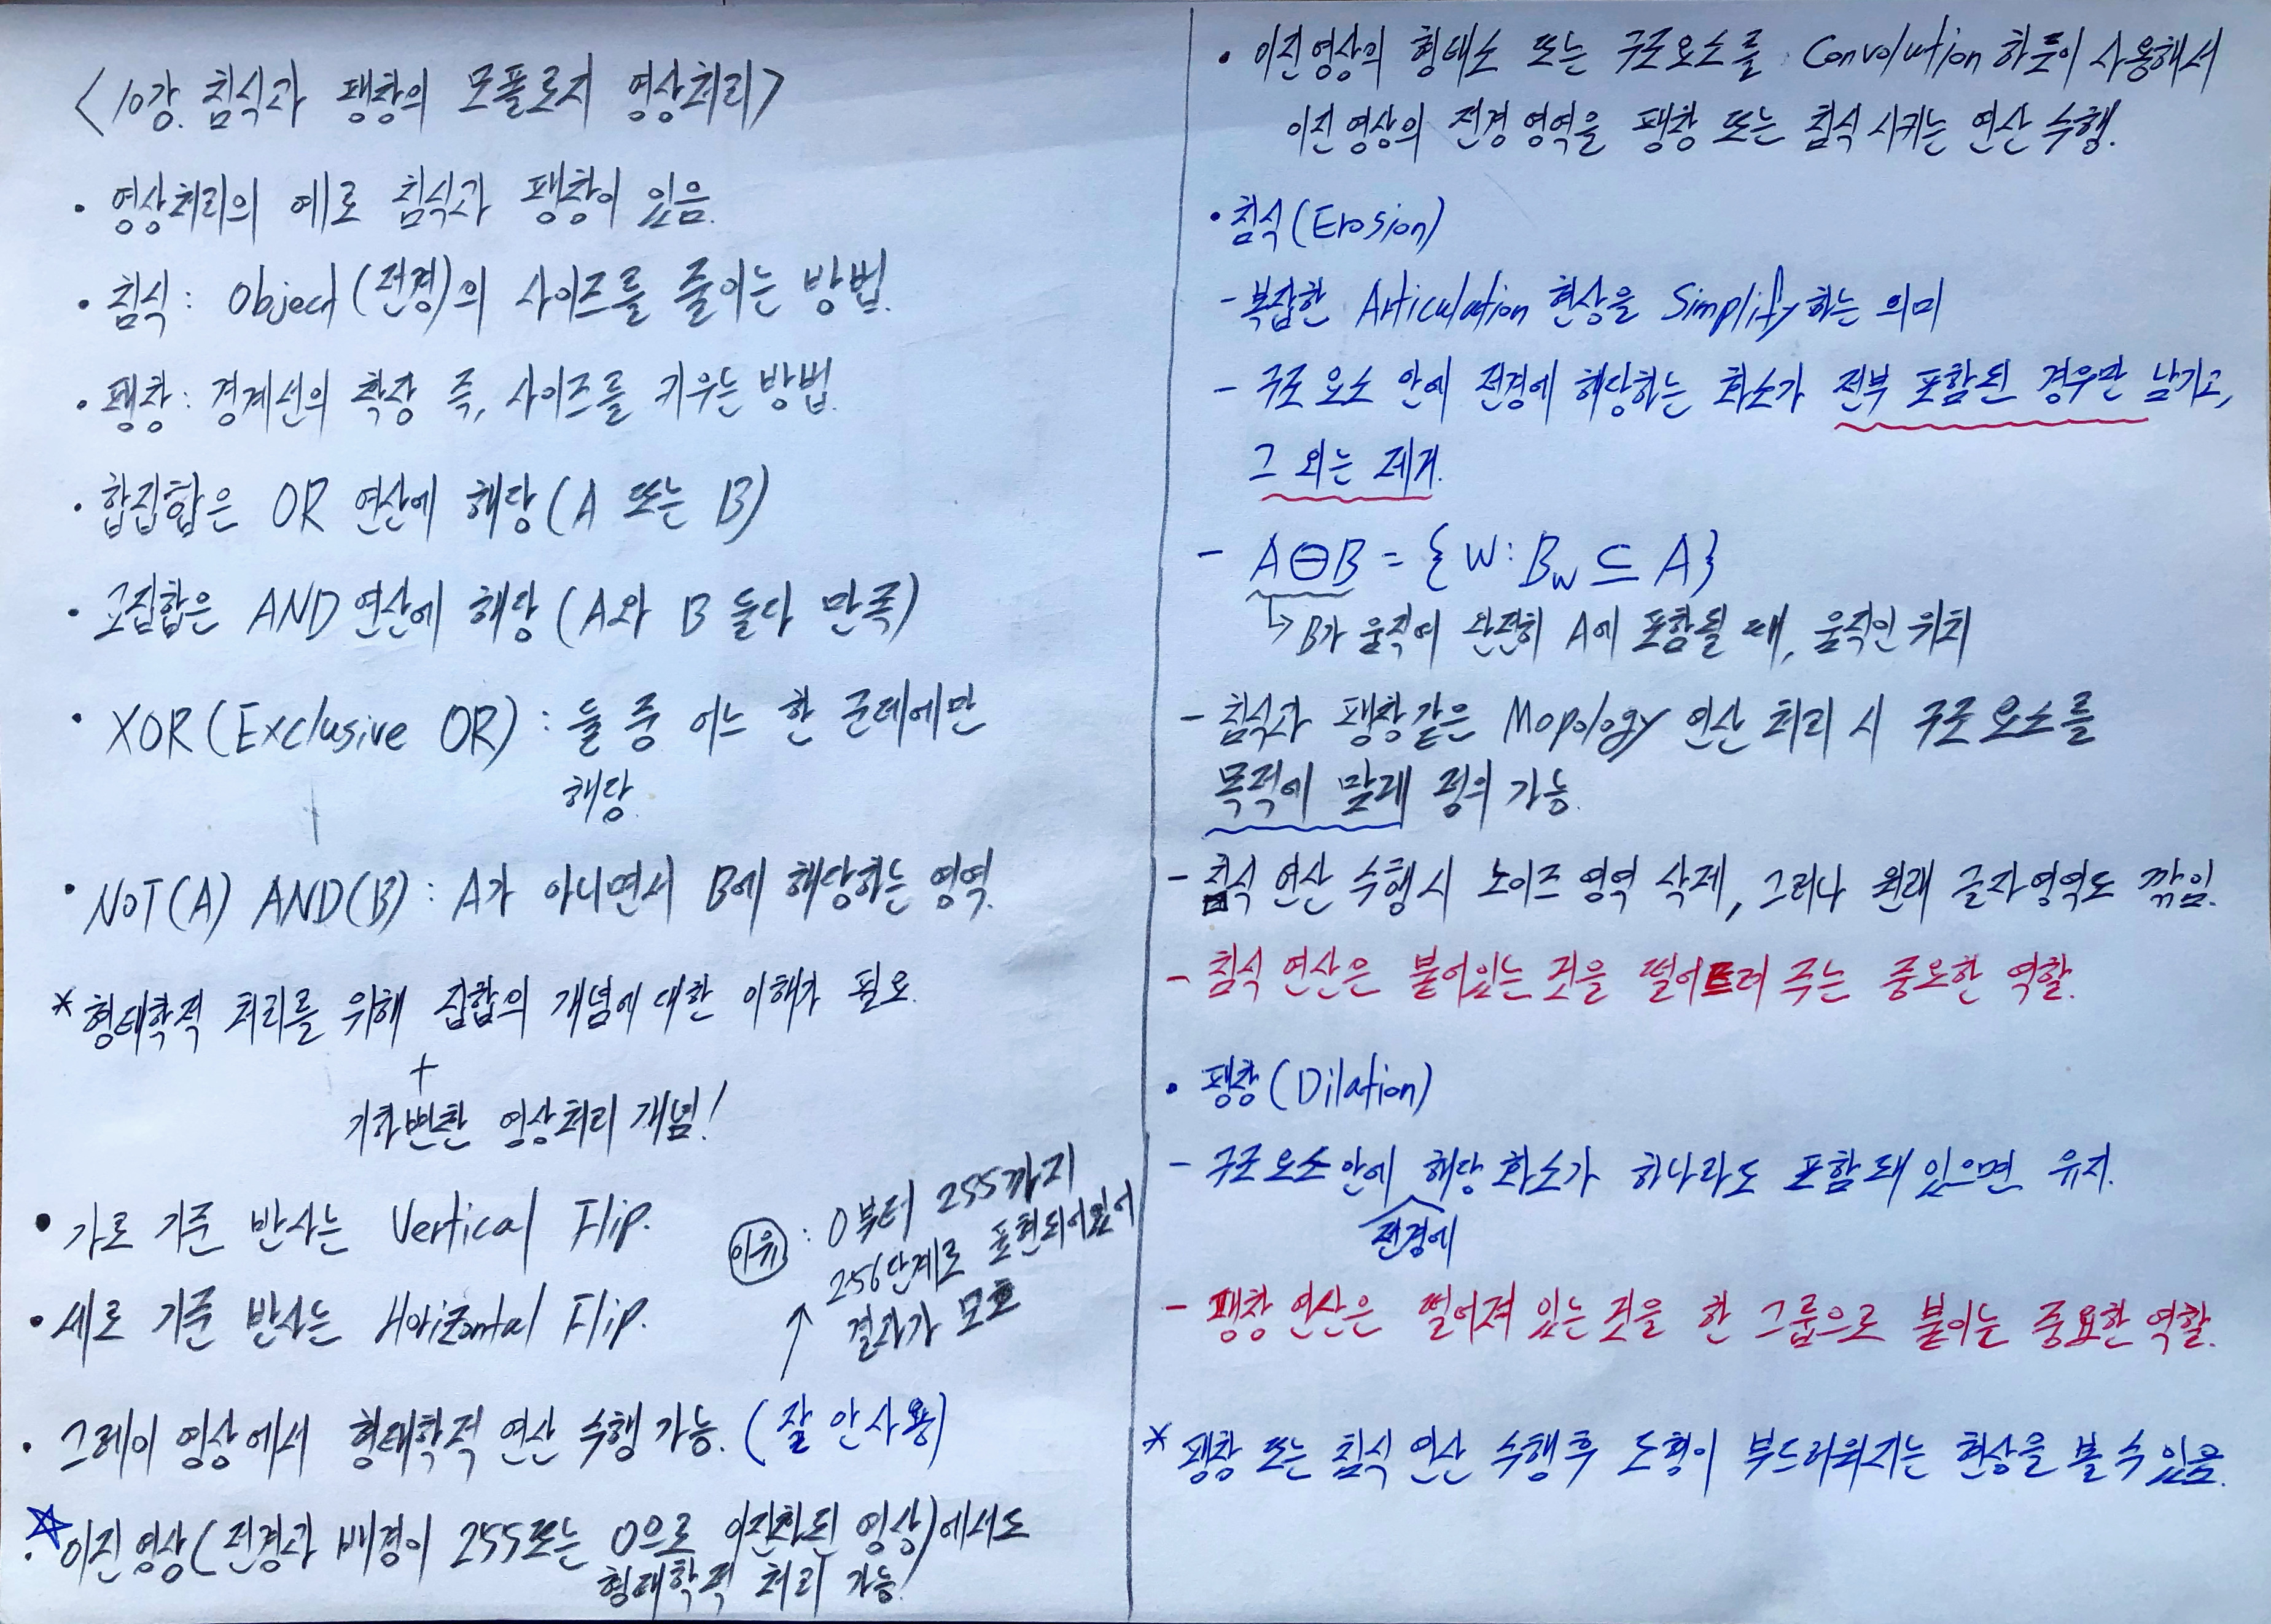 <10강. 침식과 팽창의 모폴로지 영상처리>
• 영상처리의 예로 침식과 팽창이 있음.
• 침식: Object(전경)의 사이즈를 줄이는 방법.
• 팽창: 경계선의 확장 즉, 사이즈를 키우는 방법.
• 합집합은 OR 연산에 해당(A 또는 B)
• 교집합은 AND 연산에 해당(A와 B 둘다 만족)
• XOR(Exclusive OR): 둘 중 어느 한 군데에만
해당.
• NOT(A) AND(B): A가 아니면서 B에 해당하는 영역.
* 형태학적 처리를 위해 집합의 개념에 대한 이해가 필요.
+
기하변환 영상처리 개념!
• 가로 기준 반사는 Vertical Flip.
• 세로 기준 반사는 Horizontal Flip.
이유: 0부터 255까지
256단계로 표현되어있어
결과가 모호
↑
• 그레이 영상에서 형태학적 연산 수행 가능. (잘 안 사용)
☆• 이진 영상(전경과 배경이 255또는 0으로 이진화된 영상)에서도
형태학적 처리 가능!
• 이진영상의 형태소 또는 구조요소를 Convolution 하듯이 사용해서
이진영상의 전경 영역을 팽창 또는 침식 시키는 연산 수행.
• 침식(Erosion)
- 복잡한 Articulation 현상을 Simplify하는 의미
- 구조 요소 안에 전경에 해당하는 화소가 전부 포함된 경우만 남기고,
그 외는 제거.
- A⊖B = {W: Bw ⊆ A}
↳ B가 움직여 완전히 A에 포함될 때, 움직인 위치
- 침식과 팽창같은 Mopology 연산 처리 시 구조 요소를
목적에 맞게 정의 가능.
- 침식 연산 수행시 노이즈 영역 삭제, 그러나 원래 글자영역도 깎임.
- 침식 연산은 붙어있는 것을 떨어트려 주는 중요한 역할.
• 팽창(Dilation)
- 구조 요소 안에 해당 화소가 하나라도 포함돼 있으면 유지.
전경에
- 팽창 연산은 떨어져 있는 것을 한 그룹으로 붙이는 중요한 역할.
* 팽창 또는 침식 연산 수행후 도형이 부드러워지는 현상을 볼 수 있음.